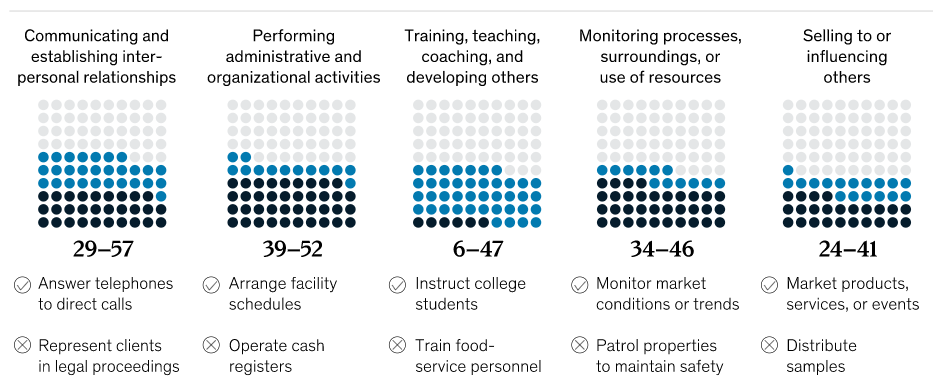 Communicating and
establishing inter-
personal relationships
29–57
Answer telephones
to direct calls
Represent clients
in legal proceedings
Performing
administrative and
organizational activities
39–52
Arrange facility
schedules
Operate cash
registers
Training, teaching,
coaching, and
developing others
6–47
Instruct college
students
Train food-
service personnel
Monitoring processes,
surroundings, or
use of resources
34–46
Monitor market
conditions or trends
Patrol properties
to maintain safety
Selling to or
influencing
others
24–41
Market products,
services, or events
Distribute
samples